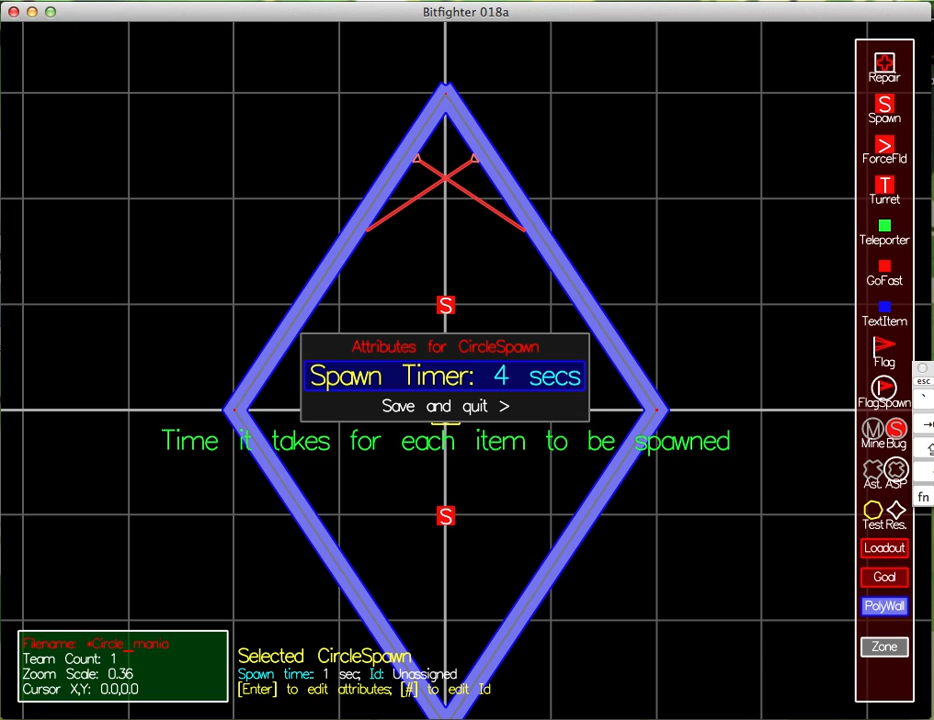 Bitfighter 018a
Repair
S
Spawn
ForceFld
T
Turret
Teleporter
GoFast
TextItem
Flag
FlagSpawn
M S
Mine Bug
Ast. ASP
Test Res.
Loadout
Goal
PolyWall
Zone
esc
fn
S
Attributes for CircleSpawn
Spawn Timer: 4 secs
Save and quit >
Time it takes for each item to be spawned
S
Filename: *Circle_mania
Team Count: 1
Zoom Scale: 0.36
Cursor X,Y: 0.0,0.0
Selected CircleSpawn
Spawn time:: 1 sec; Id: Unassigned
[Enter] to edit attributes; [#] to edit Id